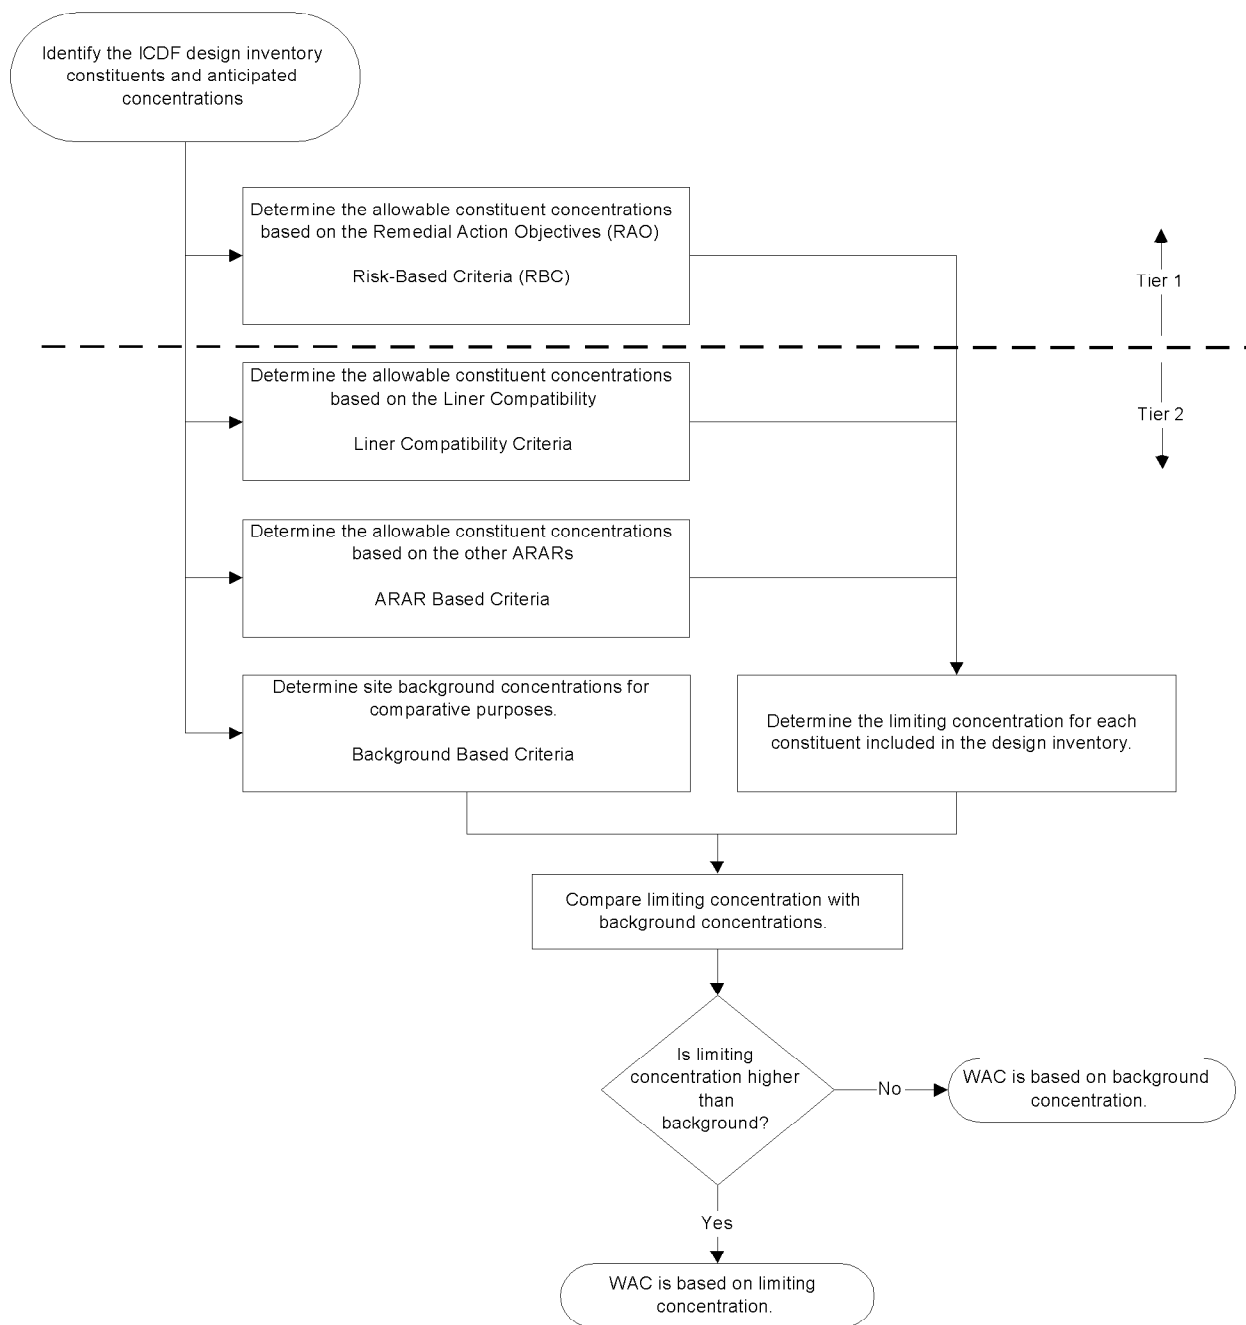 Identify the ICDF design inventory
constituents and anticipated
concentrations
Determine the allowable constituent concentrations
based on the Remedial Action Objectives (RAO)
Risk-Based Criteria (RBC)
Tier 1
Determine the allowable constituent concentrations
based on the Liner Compatibility
Liner Compatibility Criteria
Tier 2
Determine the allowable constituent concentrations
based on the other ARARs
ARAR Based Criteria
Determine site background concentrations for
comparative purposes.
Background Based Criteria
Determine the limiting concentration for each
constituent included in the design inventory.
Compare limiting concentration with
background concentrations.
Is limiting
concentration higher
than
background?
No
WAC is based on background
concentration.
Yes
WAC is based on limiting
concentration.